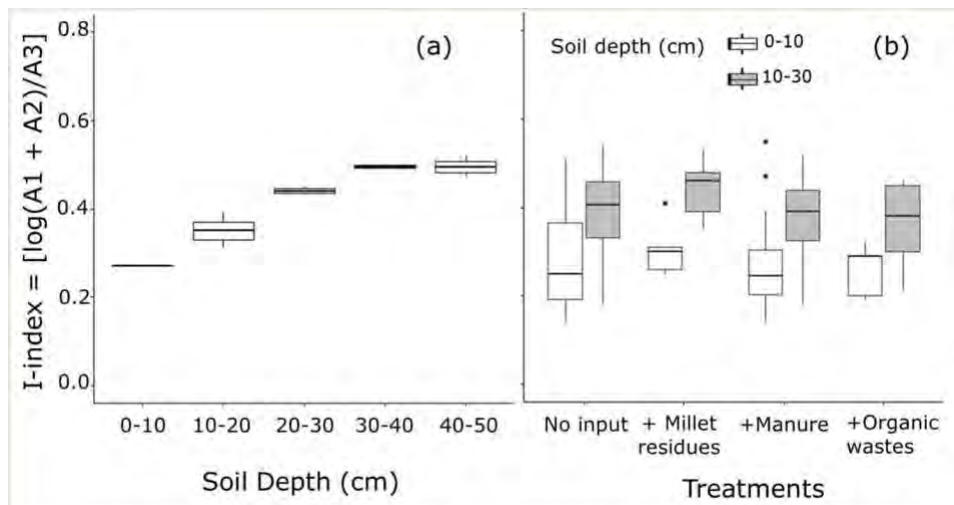 I-index = [log(A1 + A2)/A3]
0.8
0.6
0.4
0.2
0.0
(a)
0-10
10-20
20-30
30-40
40-50
Soil Depth (cm)
Soil depth (cm)
0-10
10-30
(b)
No input
+ Millet
residues
+Manure
+Organic
wastes
Treatments